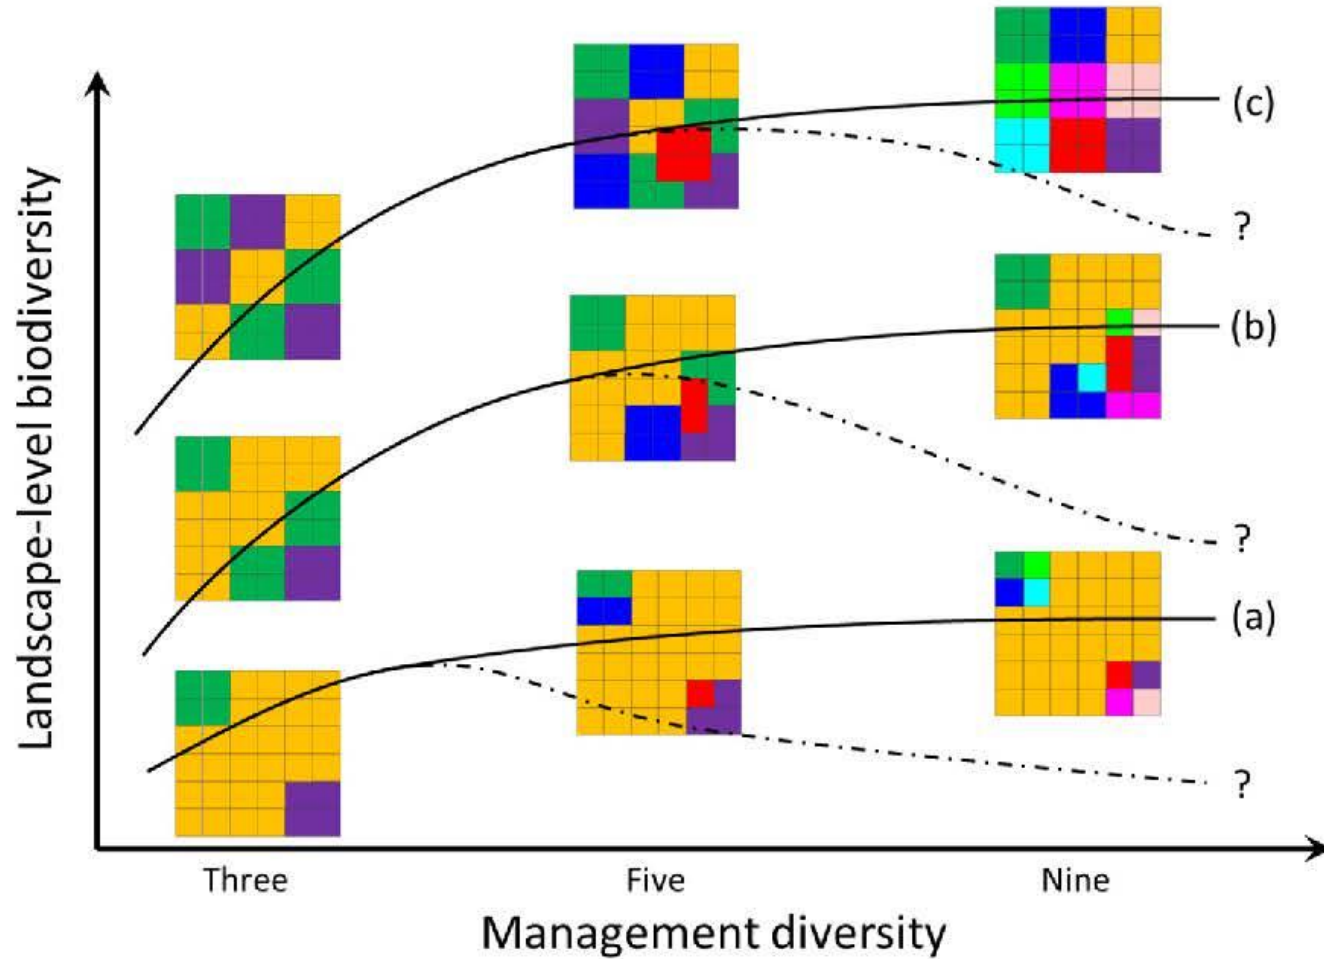 Landscape-level biodiversity
(c)
?
(b)
?
(a)
?
Three
Five
Nine
Management diversity